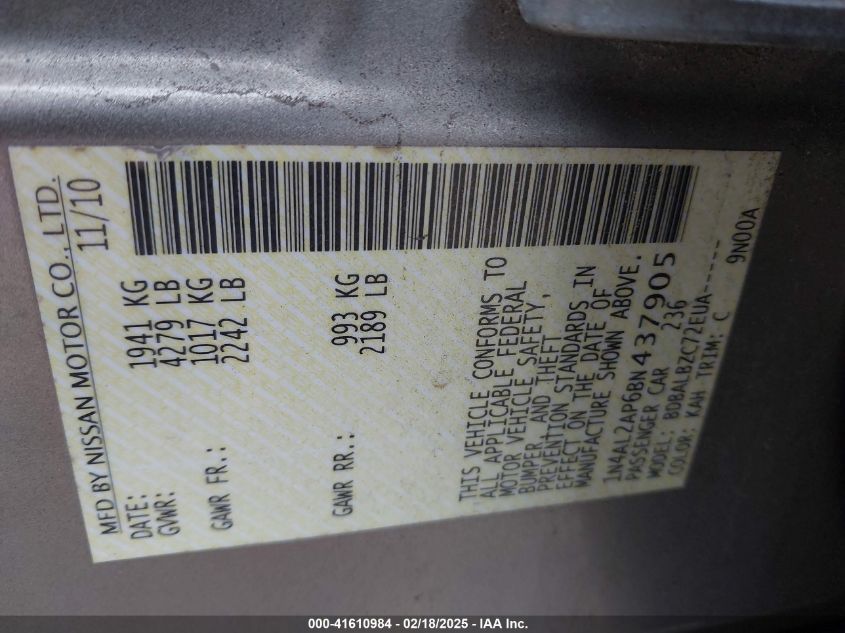 MFD BY NISSAN MOTOR CO., LTD.
DATE: 11/10
GVWR: 1941 KG
4279 LB
GAWR FR.: 1017 KG
2242 LB
GAWR RR.: 993 KG
2189 LB
THIS VEHICLE CONFORMS TO
ALL APPLICABLE FEDERAL
MOTOR VEHICLE SAFETY,
BUMPER, AND THEFT
PREVENTION STANDARDS IN
EFFECT ON THE DATE OF
MANUFACTURE SHOWN ABOVE.
1N4AL2AP6BN437905
PASSENGER CAR 236
MODEL: BDBALBZC72EUA------
COLOR: KAH TRIM: C 9N00A
000-41610984 - 02/18/2025 - IAA Inc.